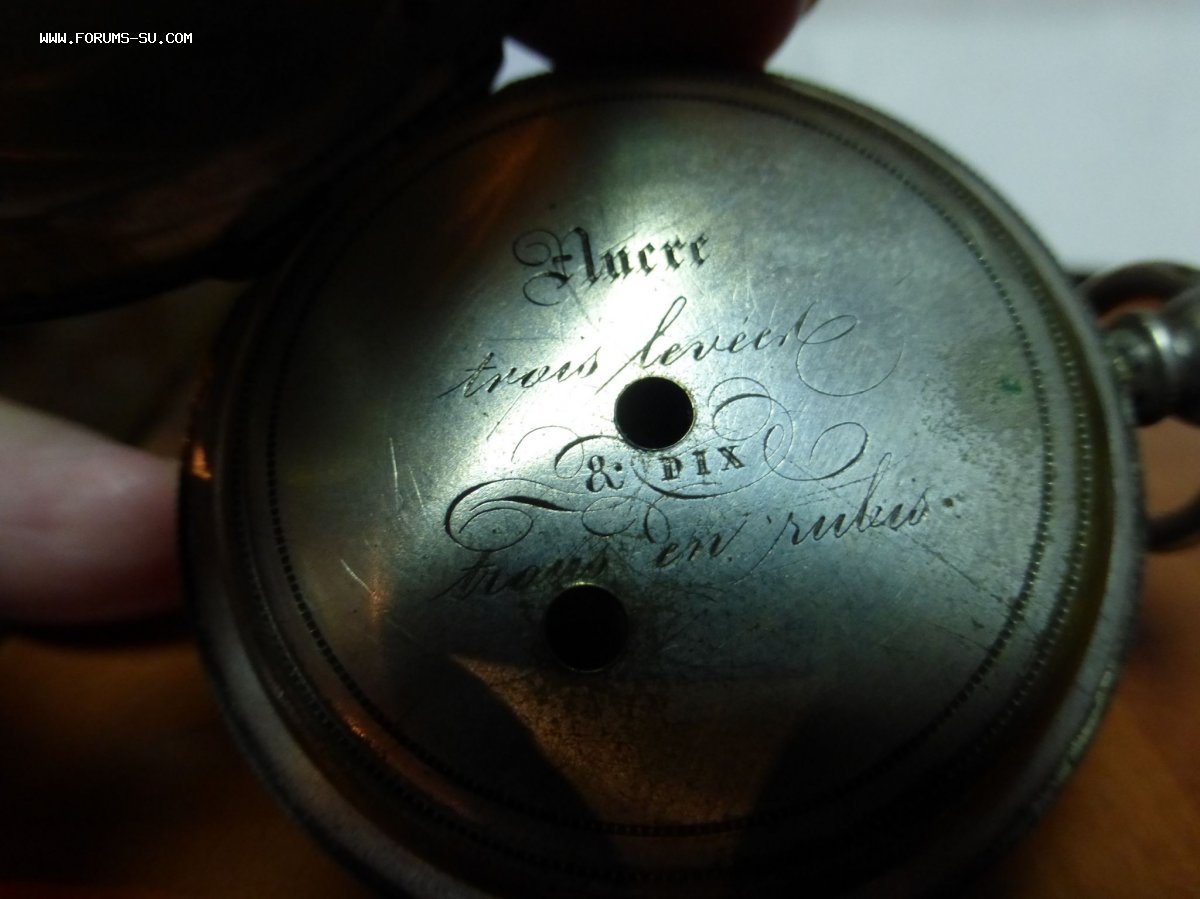 WWW.FORUMS-SU.COM
Ancre
trois levées
& DIX
trous en rubis.